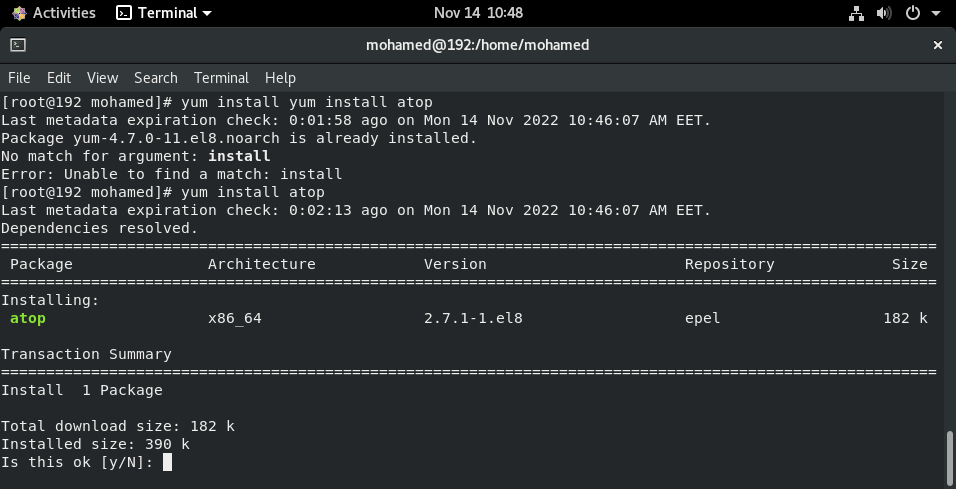 Activities Terminal Nov 14 10:48
mohamed@192:/home/mohamed ×
File Edit View Search Terminal Help
[root@192 mohamed]# yum install yum install atop
Last metadata expiration check: 0:01:58 ago on Mon 14 Nov 2022 10:46:07 AM EET.
Package yum-4.7.0-11.el8.noarch is already installed.
No match for argument: install
Error: Unable to find a match: install
[root@192 mohamed]# yum install atop
Last metadata expiration check: 0:02:13 ago on Mon 14 Nov 2022 10:46:07 AM EET.
Dependencies resolved.
========================================================================================================
Package Architecture Version Repository Size
========================================================================================================
Installing:
atop x86_64 2.7.1-1.el8 epel 182 k
Transaction Summary
========================================================================================================
Install  1 Package
Total download size: 182 k
Installed size: 390 k
Is this ok [y/N]: